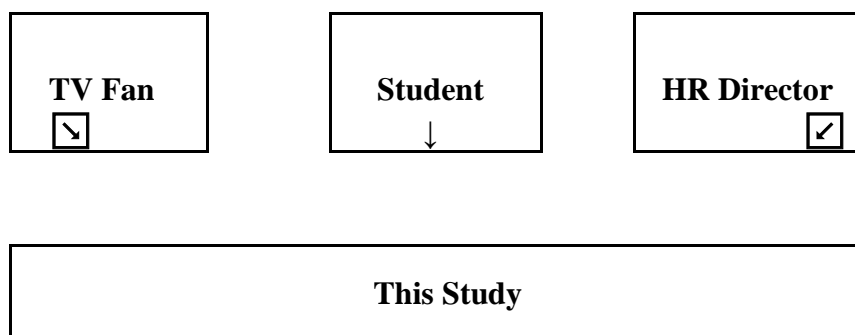 TV Fan
Student
HR Director
↘
↓
↙
This Study